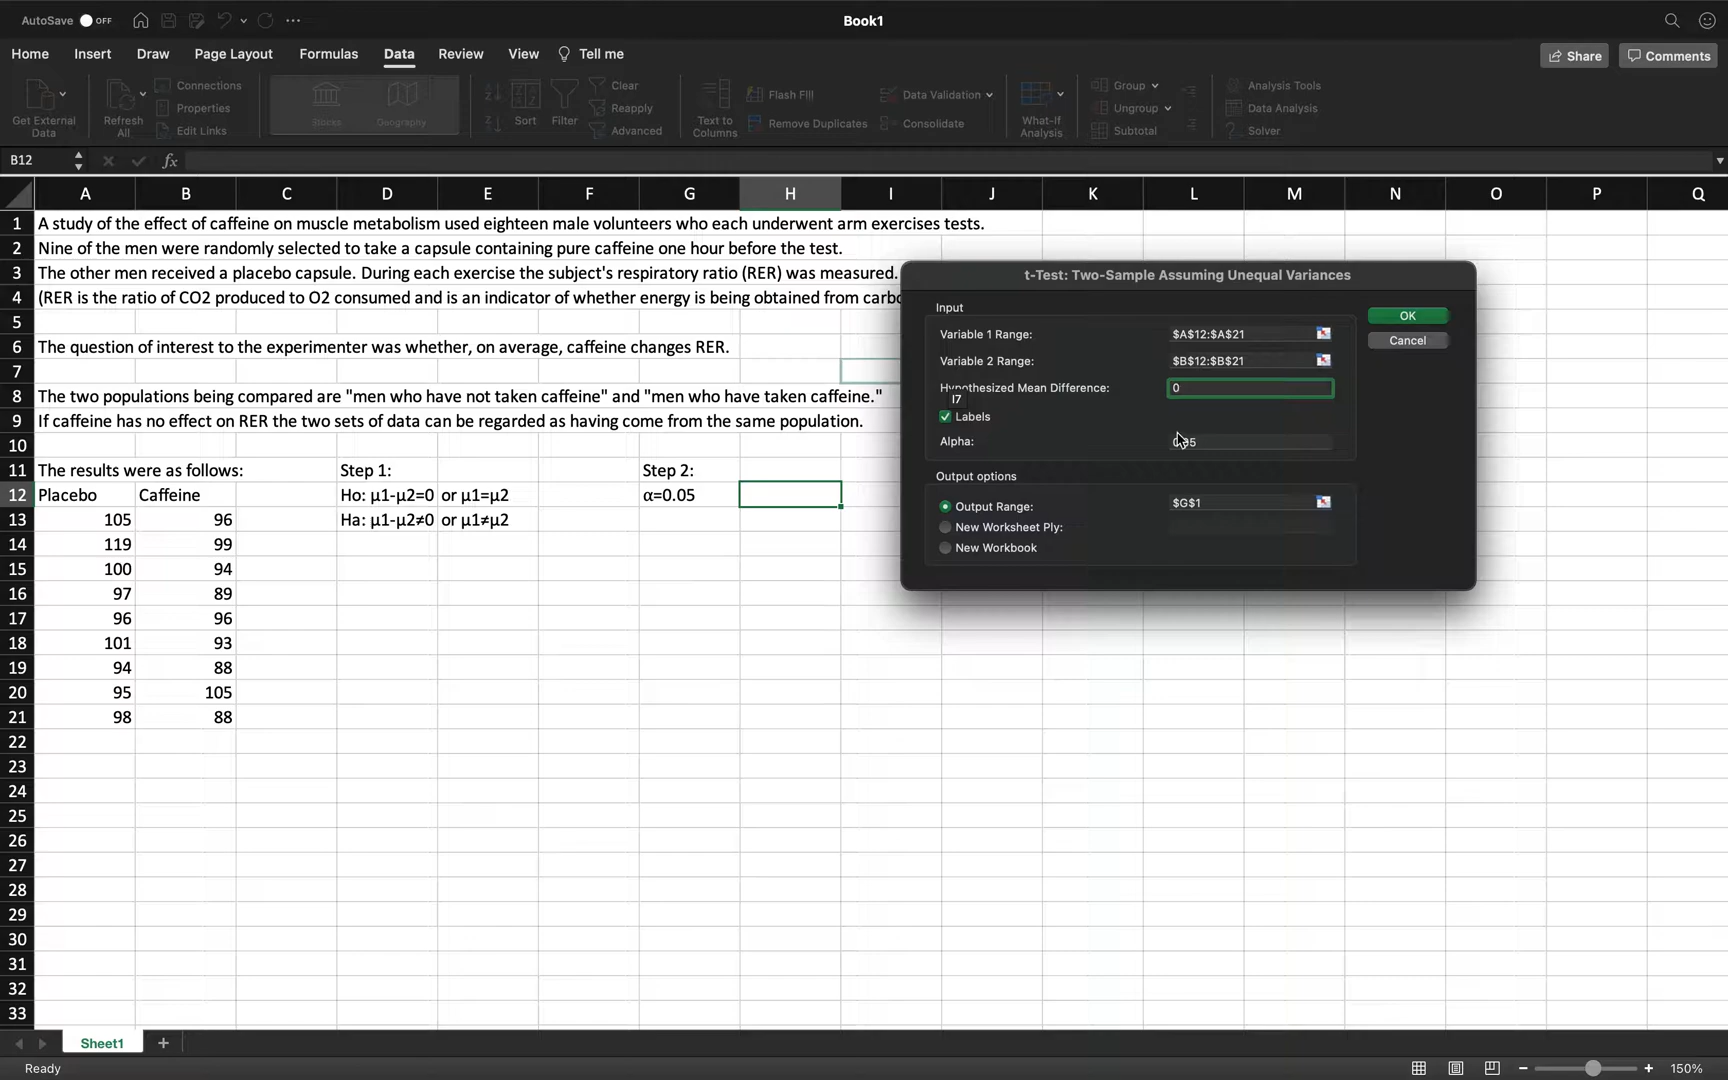 AutoSave OFF
Book1
Home Insert Draw Page Layout Formulas Data Review View Tell me
Share Comments
Get External Data
Refresh All
Connections
Properties
Edit Links
Stocks
Geography
Sort
Filter
Clear
Reapply
Advanced
Text to Columns
Flash Fill
Remove Duplicates
Data Validation
Consolidate
What-If Analysis
Group
Ungroup
Subtotal
Analysis Tools
Data Analysis
Solver
B12 fx
A B C D E F G H I J K L M N O P Q
1 A study of the effect of caffeine on muscle metabolism used eighteen male volunteers who each underwent arm exercises tests.
2 Nine of the men were randomly selected to take a capsule containing pure caffeine one hour before the test.
3 The other men received a placebo capsule. During each exercise the subject's respiratory ratio (RER) was measured.
4 (RER is the ratio of CO2 produced to O2 consumed and is an indicator of whether energy is being obtained from
5
6 The question of interest to the experimenter was whether, on average, caffeine changes RER.
7
8 The two populations being compared are "men who have not taken caffeine" and "men who have taken caffeine."
9 If caffeine has no effect on RER the two sets of data can be regarded as having come from the same population.
10
11 The results were as follows: Step 1: Step 2:
12 Placebo Caffeine Ho: μ1-μ2=0 or μ1=μ2 α=0.05
13 105 96 Ha: μ1-μ2≠0 or μ1≠μ2
14 119 99
15 100 94
16 97 89
17 96 96
18 101 93
19 94 88
20 95 105
21 98 88
22
23
24
25
26
27
28
29
30
31
32
33
t-Test: Two-Sample Assuming Unequal Variances
Input
Variable 1 Range: $A$12:$A$21
Variable 2 Range: $B$12:$B$21
Hypothesized Mean Difference: 0
I7
Labels
Alpha:
Output options
Output Range: $G$1
New Worksheet Ply:
New Workbook
OK
Cancel
Sheet1 +
Ready
150%